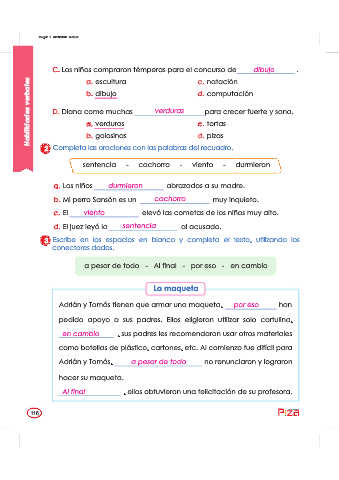 Habilidades verbales
C. Los niños compraron témperas para el concurso de dibujo .
a. escultura c. natación
b. dibujo d. computación
D. Diana come muchas verduras para crecer fuerte y sana.
a. verduras c. tortas
b. golosinas d. pizas
2 Completa las oraciones con las palabras del recuadro.
sentencia - cachorro - viento - durmieron
a. Los niños durmieron abrazados a su madre.
b. Mi perro Sansón es un cachorro muy inquieto.
c. El viento elevó las cometas de los niños muy alto.
d. El juez leyó la sentencia al acusado.
3 Escribe en los espacios en blanco y completa el texto, utilizando los
conectores dados.
a pesar de todo - Al final - por eso - en cambio
La maqueta
Adrián y Tomás tienen que armar una maqueta, por eso han
pedido apoyo a sus padres. Ellos eligieron utilizar solo cartulina,
en cambio , sus padres les recomendaron usar otros materiales
como botellas de plástico, cartones, etc. Al comienzo fue difícil para
Adrián y Tomás, a pesar de todo no renunciaron y lograron
hacer su maqueta.
Al final , ellos obtuvieron una felicitación de su profesora.
116